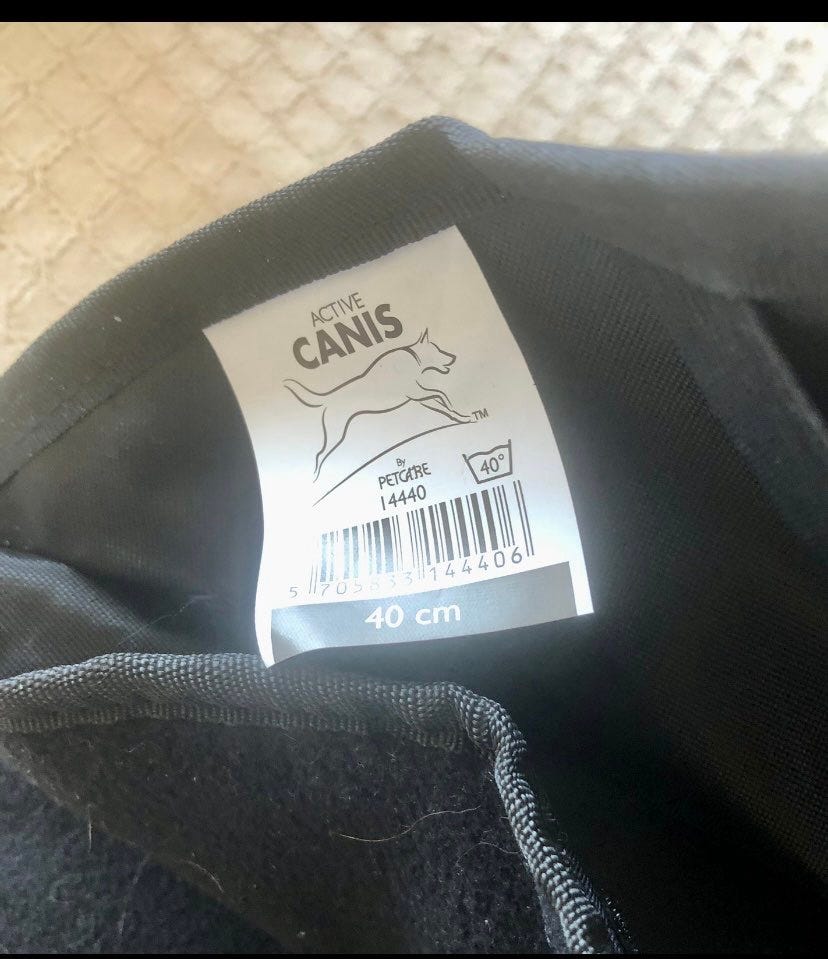 ACTIVE
CANIS
TM
By
PETCARE
40°
14440
5 705833 144406
40 cm